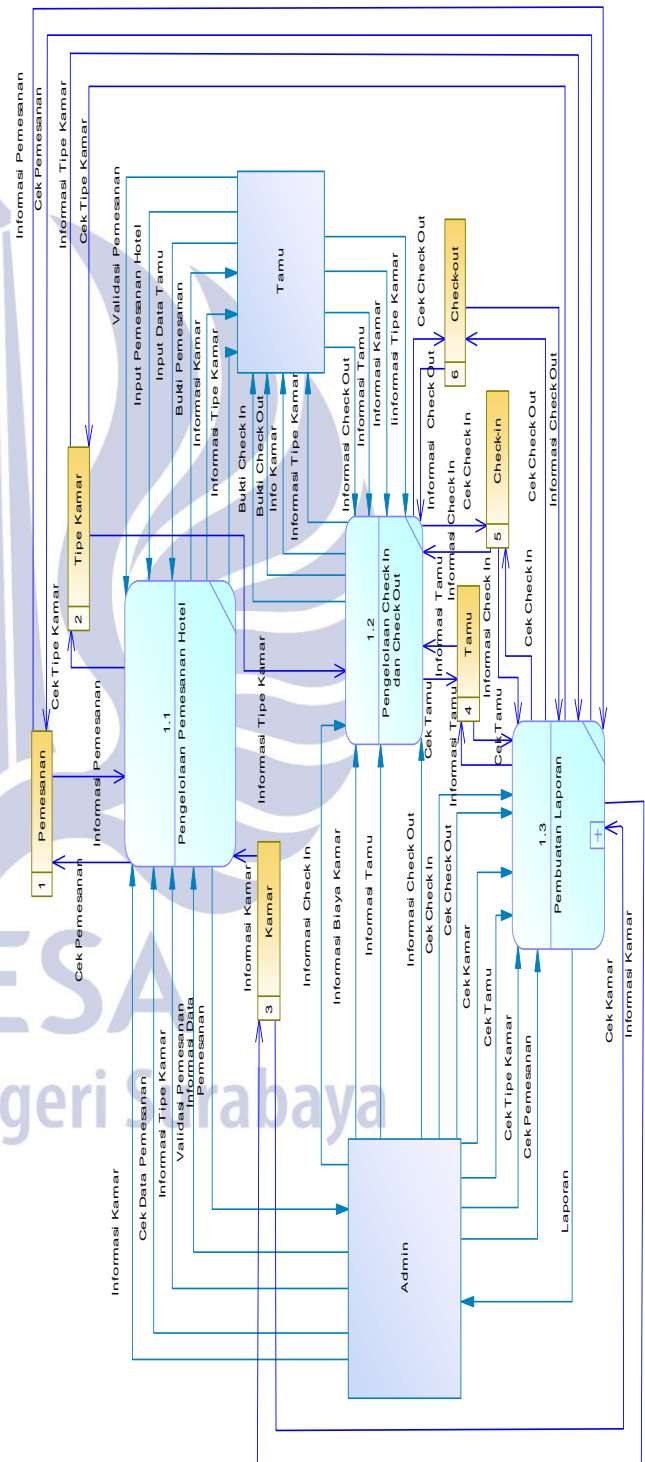 Informasi Pemesanan
Cek Pemesanan
Informasi Tipe Kamar
Cek Tipe Kamar
Validasi Pemesanan
Input Pemesanan Hotel
Input Data Tamu
Bukti Pemesanan
Informasi Kamar
Informasi Tipe Kamar
Tamu
Bukti Check In
Bukti Check Out
Info Kamar
Informasi Tipe Kamar
Informasi Check Out
Informasi Tamu
Informasi Kamar
Iinformasi Tipe Kamar
Cek Check Out
6
Check-out
Informasi Check Out
Cek Check In
5
Check-in
Informasi Check In
Informasi Tamu
Cek Check Out
Informasi Check Out
Informasi Check In
Cek Check In
4
Tamu
Cek Tamu
Informasi Tamu
Cek Tamu
2
Tipe Kamar
Cek Tipe Kamar
1
Pemesanan
Informasi Pemesanan
Cek Pemesanan
1.1
Pengelolaan Pemesanan Hotel
Informasi Tipe Kamar
1.2
Pengelolaan Check In
dan Check Out
1.3
Pembuatan Laporan
3
Kamar
Informasi Kamar
Informasi Check In
Informasi Biaya Kamar
Informasi Tamu
Informasi Check Out
Cek Check In
Cek Check Out
Cek Kamar
Cek Tamu
Cek Tipe Kamar
Cek Pemesanan
Laporan
Cek Kamar
Informasi Kamar
Informasi Kamar
Cek Data Pemesanan
Informasi Tipe Kamar
Validasi Pemesanan
Informasi Data
Pemesanan
Admin
ESA
geri Surabaya